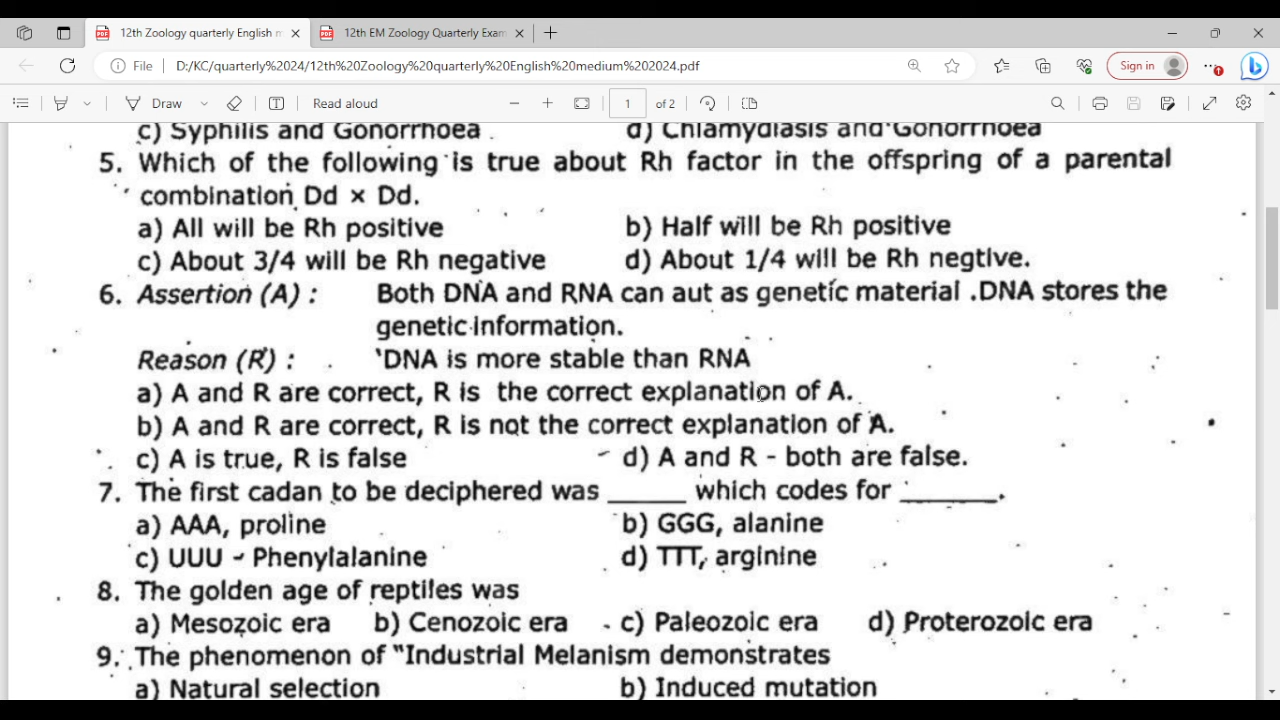 12th Zoology quarterly English m
12th EM Zoology Quarterly Exam
File
D:/KC/quarterly%2024/12th%20Zoology%20quarterly%20English%20medium%202024.pdf
Sign in
Draw
Read aloud
1 of 2
c) Syphilis and Gonorrhoea . d) Chlamydiasis and Gonorrhoea
5. Which of the following is true about Rh factor in the offspring of a parental
combination Dd × Dd.
a) All will be Rh positive b) Half will be Rh positive
c) About 3/4 will be Rh negative d) About 1/4 will be Rh negtive.
6. Assertion (A) : Both DNA and RNA can aut as genetic material .DNA stores the
genetic information.
Reason (R) : DNA is more stable than RNA
a) A and R are correct, R is the correct explanation of A.
b) A and R are correct, R is not the correct explanation of A.
c) A is true, R is false d) A and R - both are false.
7. The first cadan to be deciphered was ______ which codes for _______.
a) AAA, proline b) GGG, alanine
c) UUU - Phenylalanine d) TTT, arginine
8. The golden age of reptiles was
a) Mesozoic era b) Cenozoic era c) Paleozoic era d) Proterozoic era
9. The phenomenon of "Industrial Melanism demonstrates
a) Natural selection b) Induced mutation